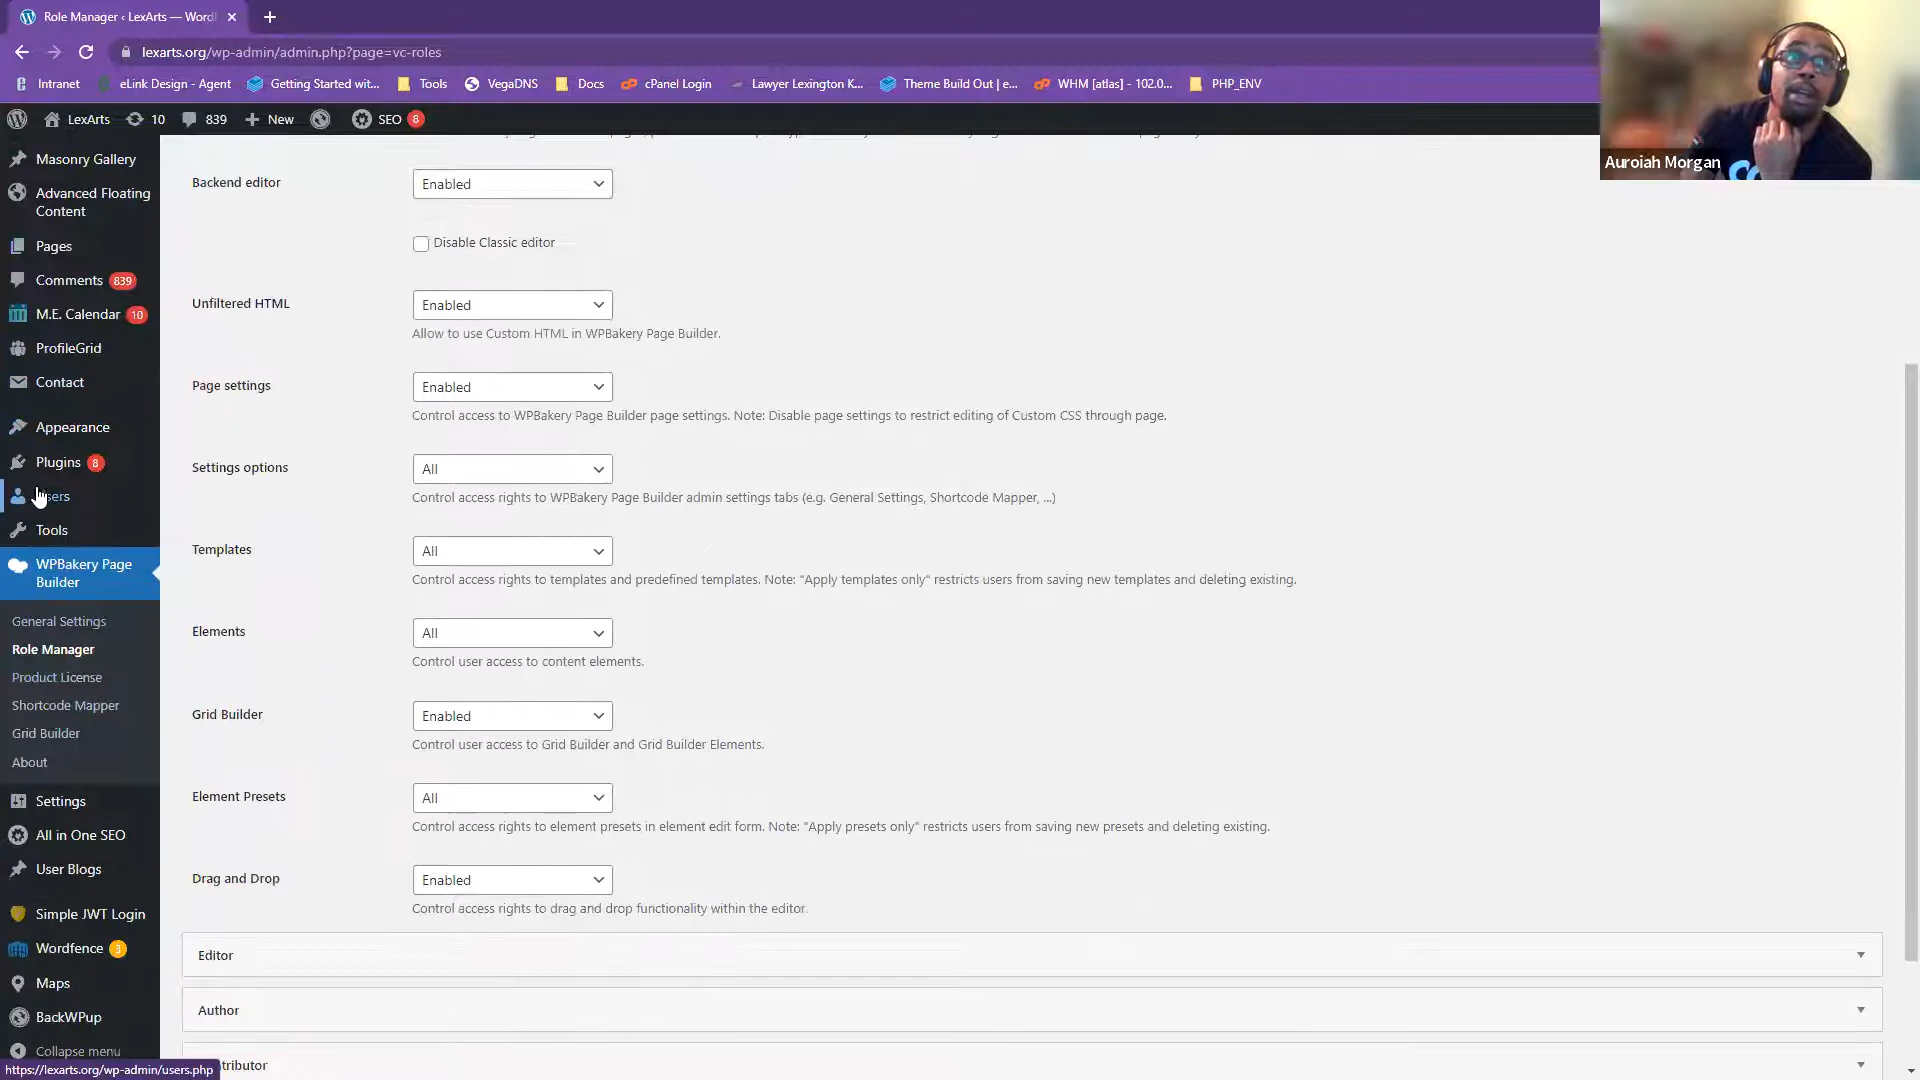 Role Manager ‹ LexArts — Word
lexarts.org/wp-admin/admin.php?page=vc-roles
Intranet
eLink Design - Agent
Getting Started wit...
Tools
VegaDNS
Docs
cPanel Login
Lawyer Lexington K...
Theme Build Out | e...
WHM [atlas] - 102.0...
PHP_ENV
LexArts
10
839
New
SEO 8
Masonry Gallery
Advanced Floating
Content
Pages
Comments 839
M.E. Calendar 10
ProfileGrid
Contact
Appearance
Plugins 8
Tools
WPBakery Page
Builder
General Settings
Role Manager
Product License
Shortcode Mapper
Grid Builder
About
Settings
All in One SEO
User Blogs
Simple JWT Login
Wordfence 3
Maps
BackWPup
Collapse menu
https://lexarts.org/wp-admin/users.php
Backend editor
Enabled
Disable Classic editor
Unfiltered HTML
Enabled
Allow to use Custom HTML in WPBakery Page Builder.
Page settings
Enabled
Control access to WPBakery Page Builder page settings. Note: Disable page settings to restrict editing of Custom CSS through page.
Settings options
All
Control access rights to WPBakery Page Builder admin settings tabs (e.g. General Settings, Shortcode Mapper, ...)
Templates
All
Control access rights to templates and predefined templates. Note: "Apply templates only" restricts users from saving new templates and deleting existing.
Elements
All
Control user access to content elements.
Grid Builder
Enabled
Control user access to Grid Builder and Grid Builder Elements.
Element Presets
All
Control access rights to element presets in element edit form. Note: "Apply presets only" restricts users from saving new presets and deleting existing.
Drag and Drop
Enabled
Control access rights to drag and drop functionality within the editor.
Editor
Author
tributor
Auroiah Morgan